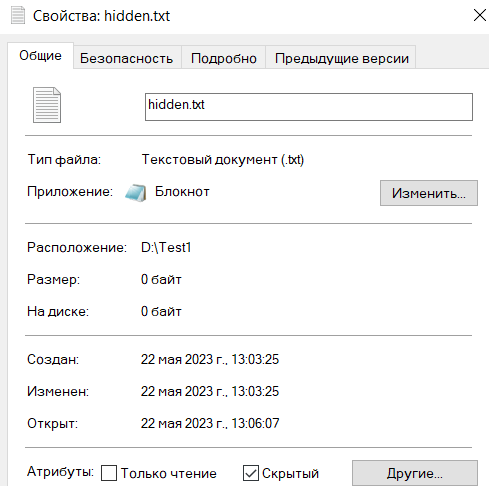 Свойства: hidden.txt
Общие Безопасность Подробно Предыдущие версии
hidden.txt
Тип файла: Текстовый документ (.txt)
Приложение: Блокнот Изменить...
Расположение: D:\Test1
Размер: 0 байт
На диске: 0 байт
Создан: 22 мая 2023 г., 13:03:25
Изменен: 22 мая 2023 г., 13:03:25
Открыт: 22 мая 2023 г., 13:06:07
Атрибуты: Только чтение Скрытый Другие...